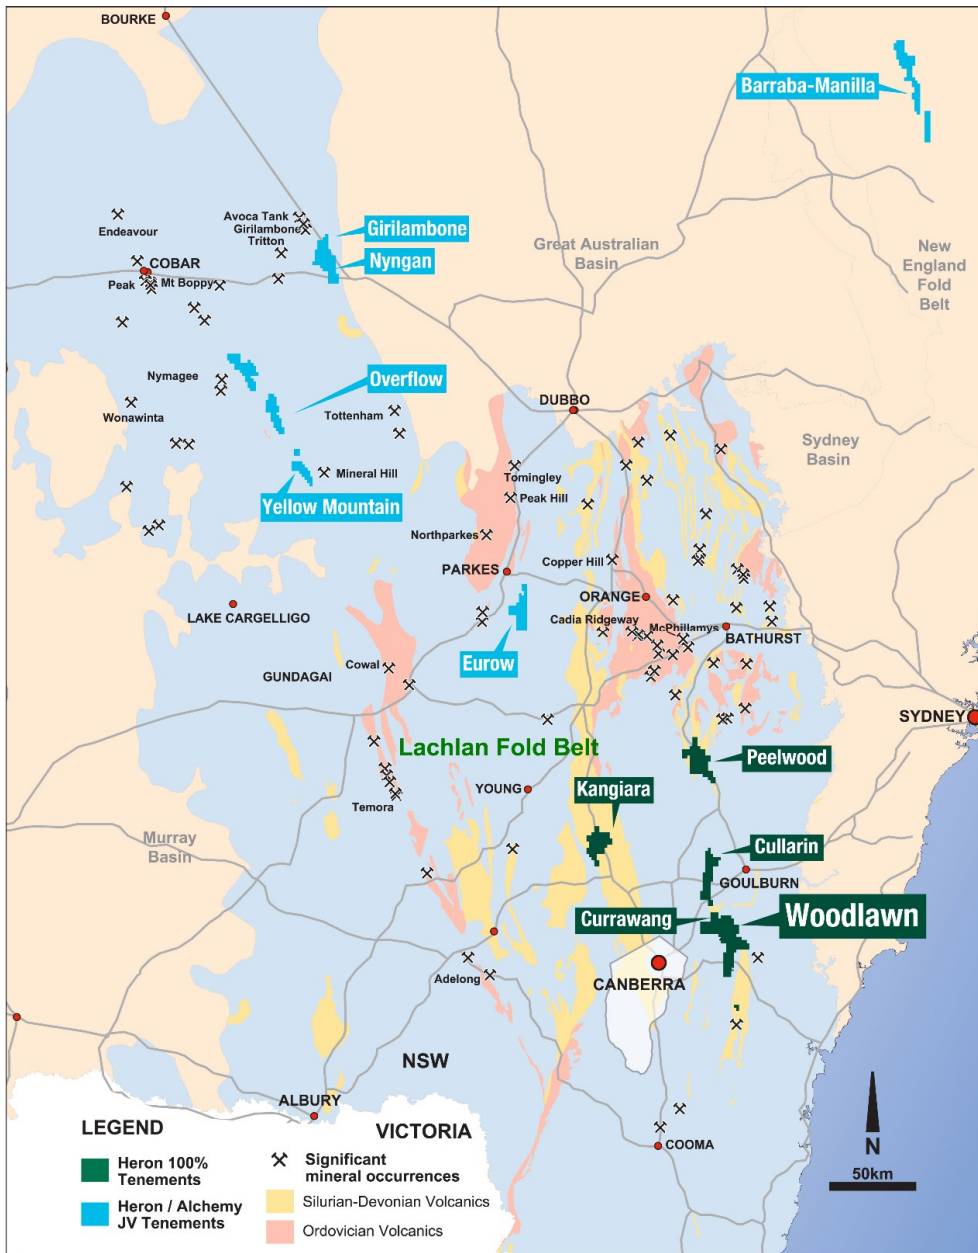 BOURKE
Barraba-Manilla
Avoca Tank
Girilambone
Tritton
Endeavour
Girilambone
Nyngan
Great Australian
Basin
New
England
Fold
Belt
COBAR
Peak
Mt Boppy
Nymagee
Overflow
Wonawinta
Tottenham
DUBBO
Sydney
Basin
Mineral Hill
Yellow Mountain
Tomingley
Peak Hill
Northparkes
Copper Hill
PARKES
LAKE CARGELLIGO
ORANGE
Cadia Ridgeway
McPhillamys
BATHURST
Eurow
Cowal
GUNDAGAI
SYDNEY
Lachlan Fold Belt
Peelwood
Kangiara
YOUNG
Temora
Murray
Basin
Cullarin
GOULBURN
Currawang
Woodlawn
CANBERRA
Adelong
NSW
ALBURY
VICTORIA
COOMA
N
50km
LEGEND
Heron 100%
Tenements
Heron / Alchemy
JV Tenements
Significant
mineral occurrences
Silurian-Devonian Volcanics
Ordovician Volcanics